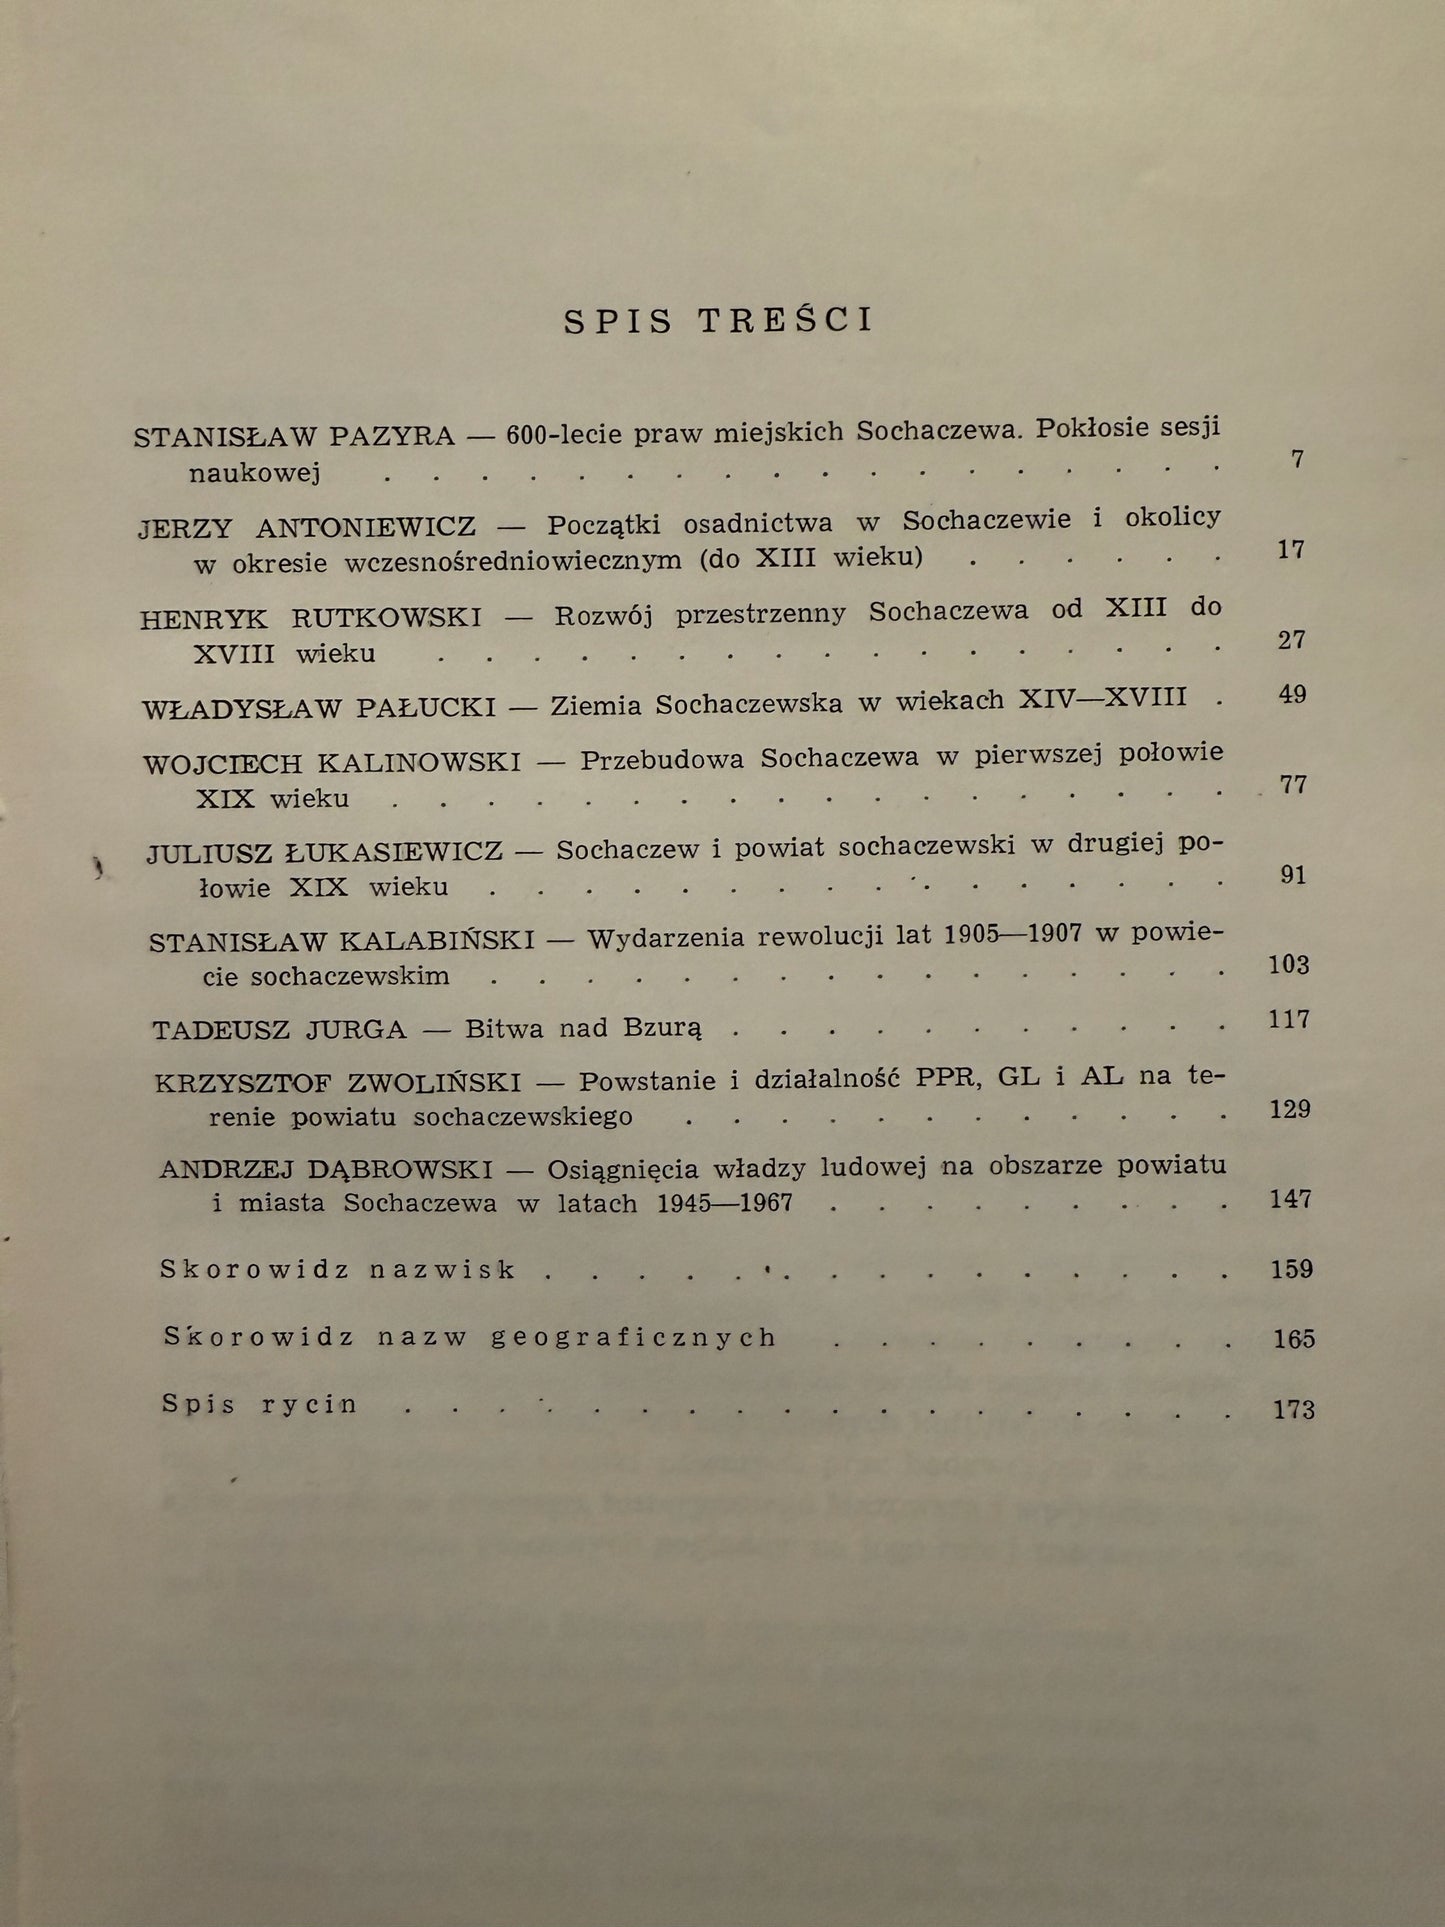 SPIS TREŚCI
STANISŁAW PAZYRA — 600-lecie praw miejskich Sochaczewa. Pokłosie sesji
naukowej . . . . . . . . . . . . . . . . . . 7
JERZY ANTONIEWICZ — Początki osadnictwa w Sochaczewie i okolicy
w okresie wczesnośredniowiecznym (do XIII wieku) . . . . . . 17
HENRYK RUTKOWSKI — Rozwój przestrzenny Sochaczewa od XIII do
XVIII wieku . . . . . . . . . . . . . . . . . 27
WŁADYSŁAW PAŁUCKI — Ziemia Sochaczewska w wiekach XIV—XVIII . 49
WOJCIECH KALINOWSKI — Przebudowa Sochaczewa w pierwszej połowie
XIX wieku . . . . . . . . . . . . . . . . . . 77
JULIUSZ ŁUKASIEWICZ — Sochaczew i powiat sochaczewski w drugiej po-
łowie XIX wieku . . . . . . . . . . . . . . . . 91
STANISŁAW KALABIŃSKI — Wydarzenia rewolucji lat 1905—1907 w powie-
cie sochaczewskim . . . . . . . . . . . . . . . . 103
TADEUSZ JURGA — Bitwa nad Bzurą . . . . . . . . . . . 117
KRZYSZTOF ZWOLIŃSKI — Powstanie i działalność PPR, GL i AL na te-
renie powiatu sochaczewskiego . . . . . . . . . . . . 129
ANDRZEJ DĄBROWSKI — Osiągnięcia władzy ludowej na obszarze powiatu
i miasta Sochaczewa w latach 1945—1967 . . . . . . . . . 147
Skorowidz nazwisk . . . . . . . . . . . . . . . 159
Skorowidz nazw geograficznych . . . . . . . . . 165
Spis rycin . . . . . . . . . . . . . . . . . . 173